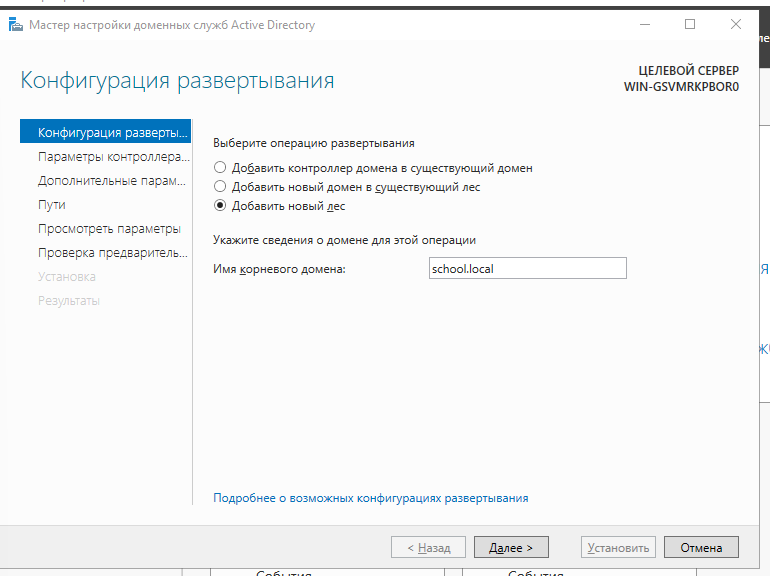 Мастер настройки доменных служб Active Directory
Конфигурация развертывания
ЦЕЛЕВОЙ СЕРВЕР
WIN-GSVMRKPBOR0
Конфигурация разверты...
Параметры контроллера...
Дополнительные парам...
Пути
Просмотреть параметры
Проверка предваритель...
Установка
Результаты
Выберите операцию развертывания
Добавить контроллер домена в существующий домен
Добавить новый домен в существующий лес
Добавить новый лес
Укажите сведения о домене для этой операции
Имя корневого домена:
school.local
Подробнее о возможных конфигурациях развертывания
< Назад
Далее >
Установить
Отмена
События
События